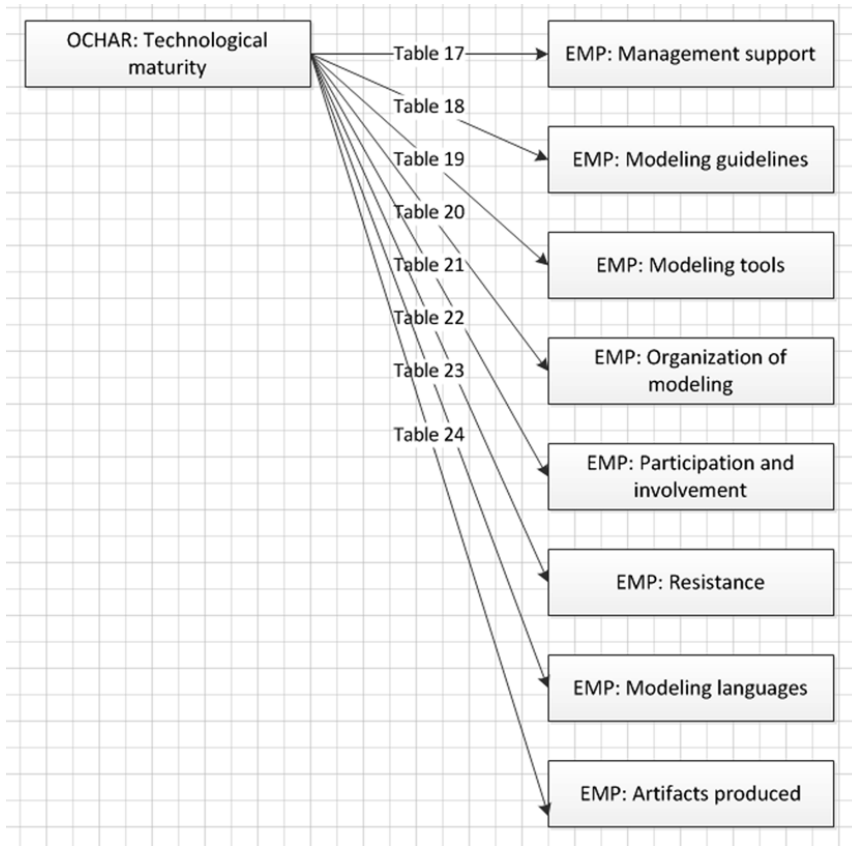 OCHAR: Technological
maturity
Table 17
EMP: Management support
Table 18
EMP: Modeling guidelines
Table 19
EMP: Modeling tools
Table 20
EMP: Organization of
modeling
Table 21
EMP: Participation and
involvement
Table 22
EMP: Resistance
Table 23
EMP: Modeling languages
Table 24
EMP: Artifacts produced